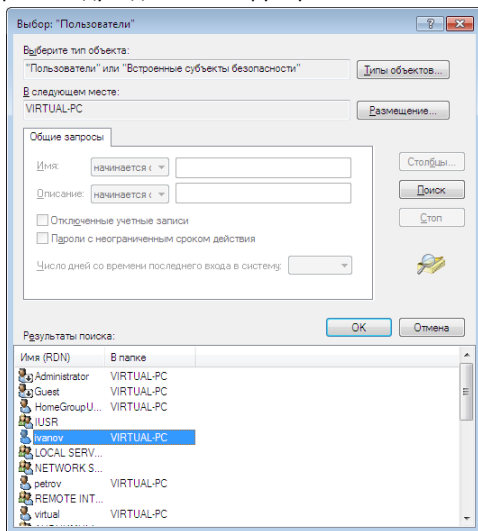 Выбор: "Пользователи"
Выберите тип объекта:
"Пользователи" или "Встроенные субъекты безопасности"
Типы объектов...
В следующем месте:
VIRTUAL-PC
Размещение...
Общие запросы
Имя: начинается с
Столбцы...
Описание: начинается с
Поиск
Отключенные учетные записи
Стоп
Пароли с неограниченным сроком действия
Число дней со времени последнего входа в систему:
OK Отмена
Результаты поиска:
Имя (RDN) В папке
Administrator VIRTUAL-PC
Guest VIRTUAL-PC
HomeGroupU... VIRTUAL-PC
IUSR
ivanov VIRTUAL-PC
LOCAL SERV...
NETWORK S...
petrov VIRTUAL-PC
REMOTE INT...
virtual VIRTUAL-PC